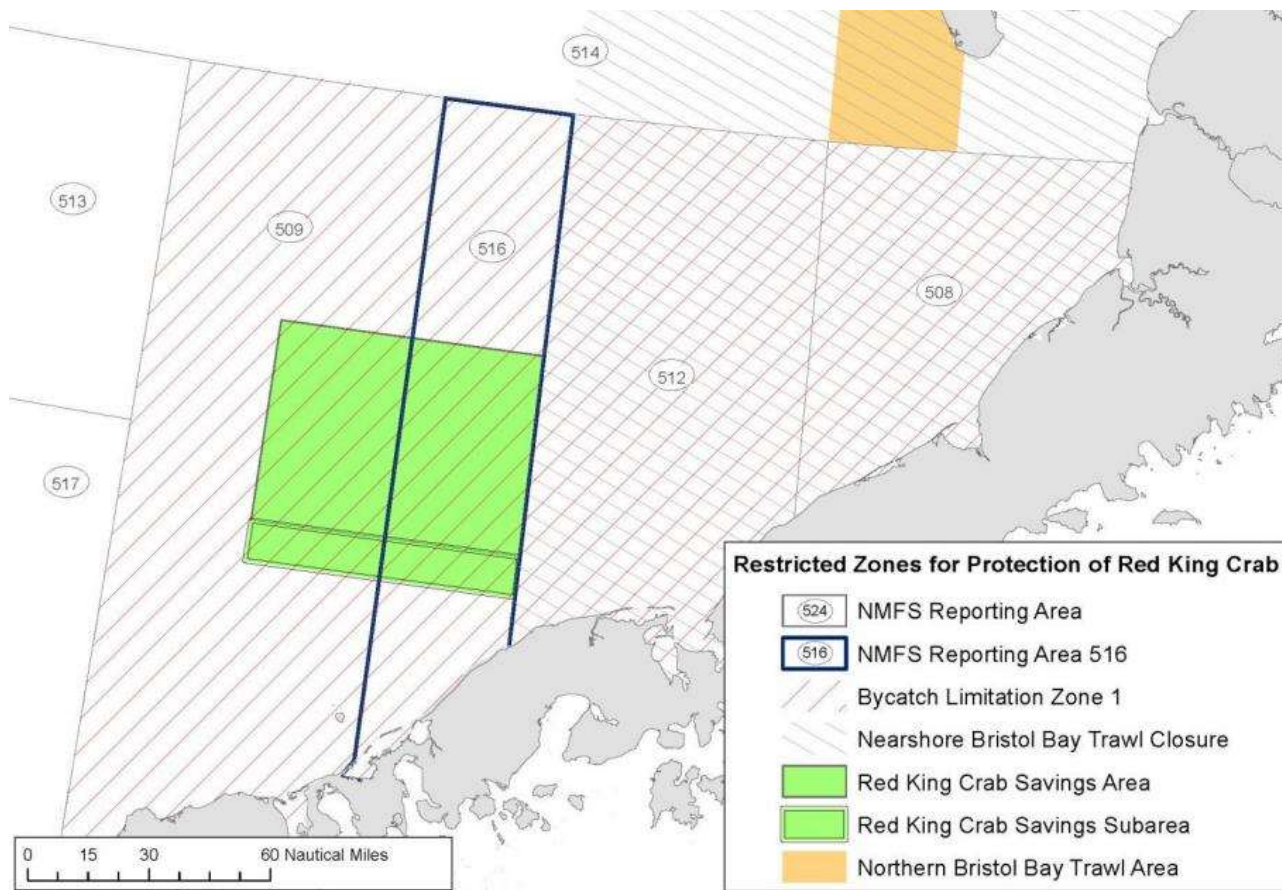 514
513
509
516
508
512
517
Restricted Zones for Protection of Red King Crab
524 NMFS Reporting Area
516 NMFS Reporting Area 516
Bycatch Limitation Zone 1
Nearshore Bristol Bay Trawl Closure
Red King Crab Savings Area
Red King Crab Savings Subarea
Northern Bristol Bay Trawl Area
0 15 30 60 Nautical Miles